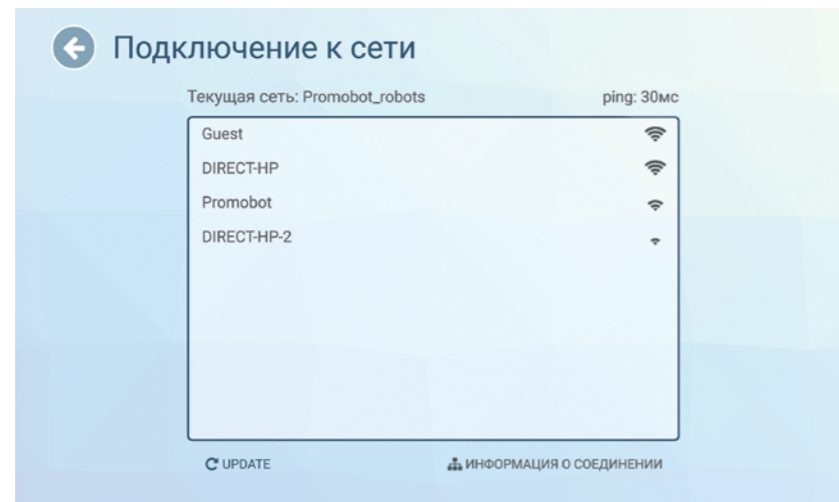 Подключение к сети
Текущая сеть: Promobot_robots ping: 30мс
Guest
DIRECT-HP
Promobot
DIRECT-HP-2
UPDATE ИНФОРМАЦИЯ О СОЕДИНЕНИИ